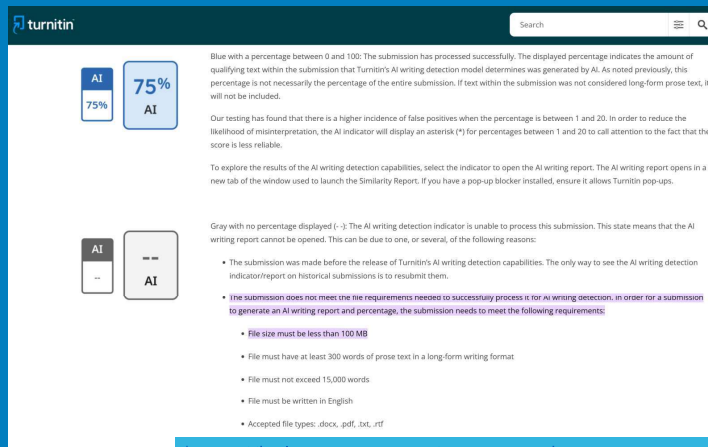 turnitin
Search
Blue with a percentage between 0 and 100: The submission has processed successfully. The displayed percentage indicates the amount of
AI
75%
75%
AI
qualifying text within the submission that Turnitin's AI writing detection model determines was generated by AI. As noted previously, this
percentage is not necessarily the percentage of the entire submission. If text within the submission was not considered long-form prose text, it
will not be included.
Our testing has found that there is a higher incidence of false positives when the percentage is between 1 and 20. In order to reduce the
likelihood of misinterpretation, the AI indicator will display an asterisk (*) for percentages between 1 and 20 to call attention to the fact that the
score is less reliable.
To explore the results of the AI writing detection capabilities, select the indicator to open the AI writing report. The AI writing report opens in a
new tab of the window used to launch the Similarity Report. If you have a pop-up blocker installed, ensure it allows Turnitin pop-ups.
Gray with no percentage displayed (- -): The AI writing detection indicator is unable to process this submission. This state means that the AI
AI
--
--
AI
writing report cannot be opened. This can be due to one, or several, of the following reasons:
• The submission was made before the release of Turnitin's AI writing detection capabilities. The only way to see the AI writing detection
indicator/report on historical submissions is to resubmit them.
• The submission does not meet the file requirements needed to successfully process it for AI writing detection. In order for a submission
to generate an AI writing report and percentage, the submission needs to meet the following requirements:
• File size must be less than 100 MB
• File must have at least 300 words of prose text in a long-form writing format
• File must not exceed 15,000 words
• File must be written in English
• Accepted file types: .docx, .pdf, .txt, .rtf